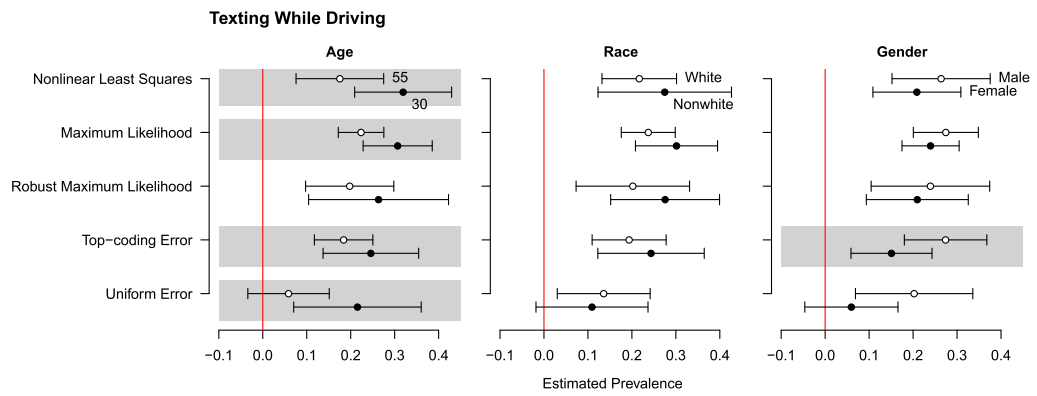 Texting While Driving
Age
Race
Gender
Nonlinear Least Squares
Maximum Likelihood
Robust Maximum Likelihood
Top−coding Error
Uniform Error
55
30
White
Nonwhite
Male
Female
−0.1 0.0 0.1 0.2 0.3 0.4
−0.1 0.0 0.1 0.2 0.3 0.4
−0.1 0.0 0.1 0.2 0.3 0.4
Estimated Prevalence